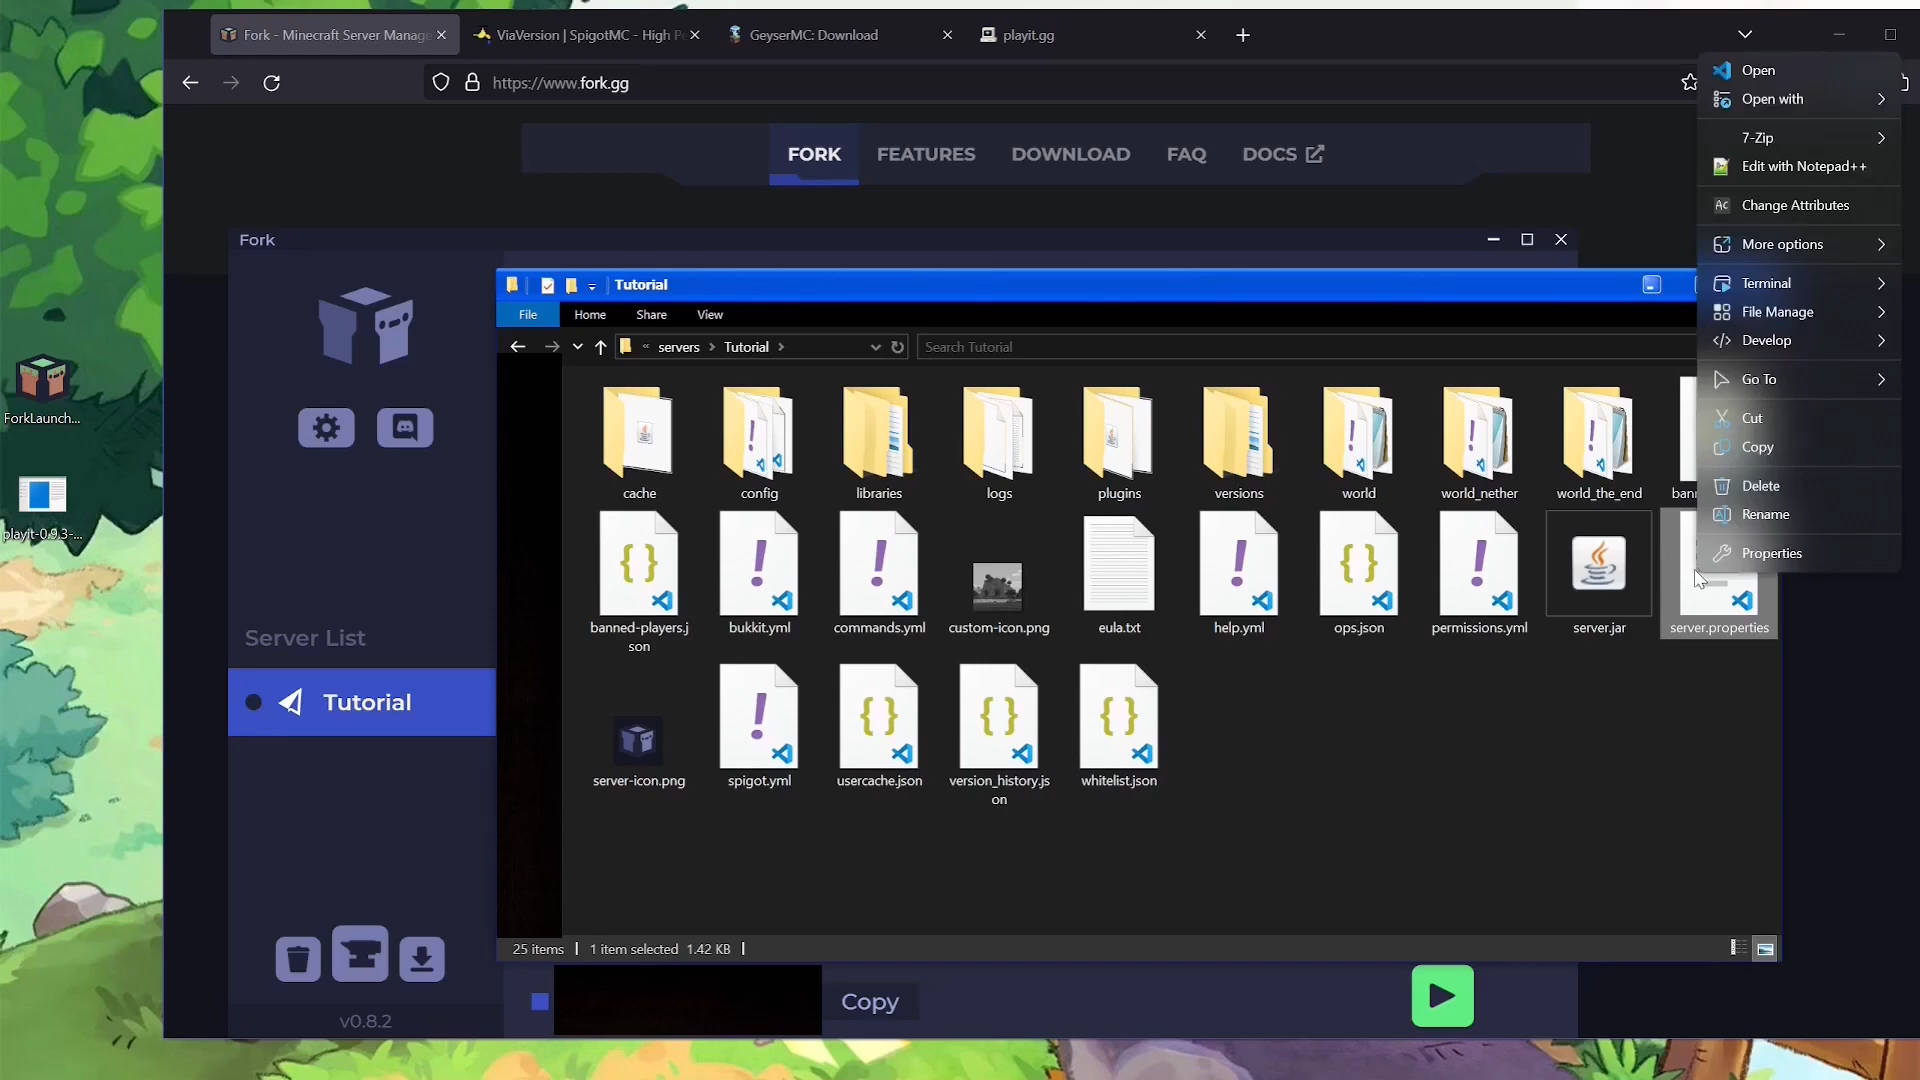 Fork - Minecraft Server Manage
ViaVersion | SpigotMC - High P
GeyserMC: Download
playit.gg
https://www.fork.gg
FORK
FEATURES
DOWNLOAD
FAQ
DOCS
Fork
Tutorial
File
Home
Share
View
« servers > Tutorial >
Search Tutorial
cache
config
libraries
logs
plugins
versions
world
world_nether
world_the_end
banned-players.j
son
bukkit.yml
commands.yml
custom-icon.png
eula.txt
help.yml
ops.json
permissions.yml
server.jar
server.properties
server-icon.png
spigot.yml
usercache.json
version_history.js
on
whitelist.json
25 items
1 item selected 1.42 KB
Server List
Tutorial
v0.8.2
Copy
ForkLaunch...
playit-0.9.3-...
Open
Open with
7-Zip
Edit with Notepad++
Ac
Change Attributes
More options
Terminal
File Manage
Develop
Go To
Cut
Copy
Delete
Rename
Properties